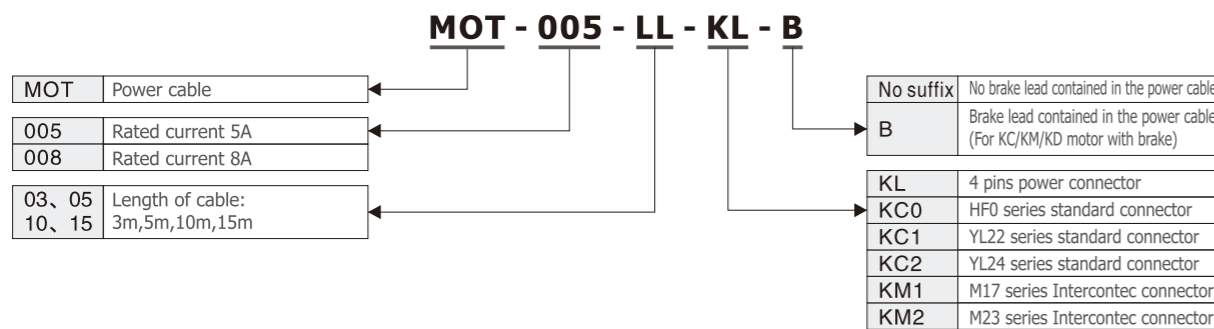 MOT - 005 - LL - KL - B
MOT Power cable
005 Rated current 5A
008 Rated current 8A
03、05 Length of cable:
10、15 3m,5m,10m,15m
No suffix No brake lead contained in the power cable
B Brake lead contained in the power cable
(For KC/KM/KD motor with brake)
KL 4 pins power connector
KC0 HF0 series standard connector
KC1 YL22 series standard connector
KC2 YL24 series standard connector
KM1 M17 series Intercontec connector
KM2 M23 series Intercontec connector